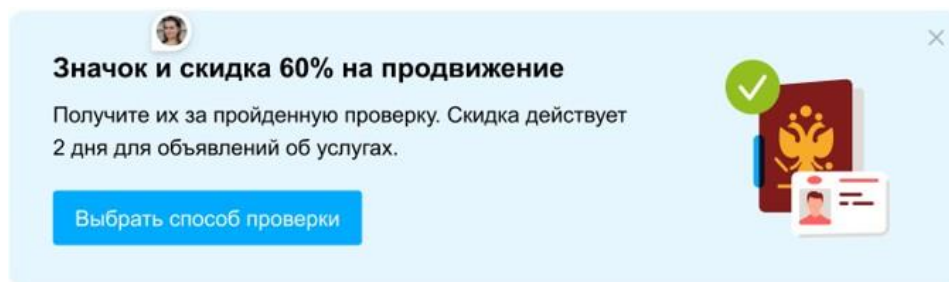 Значок и скидка 60% на продвижение
Получите их за пройденную проверку. Скидка действует
2 дня для объявлений об услугах.
Выбрать способ проверки